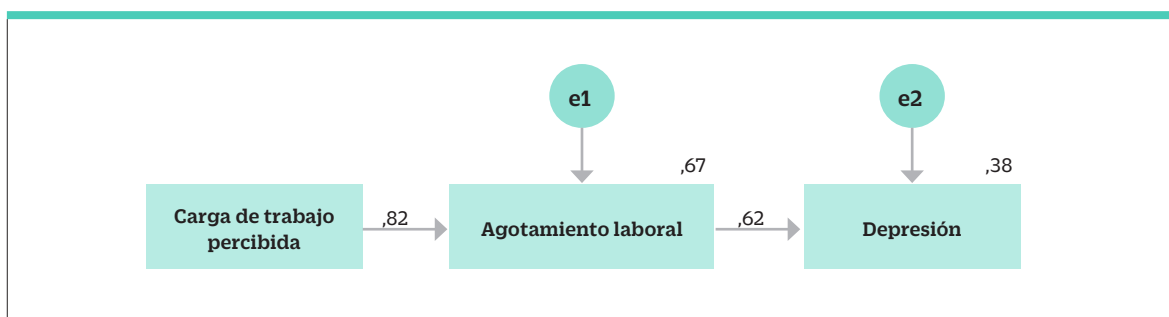 e1
e2
,67
,38
Carga de trabajo
percibida
,82
Agotamiento laboral
,62
Depresión